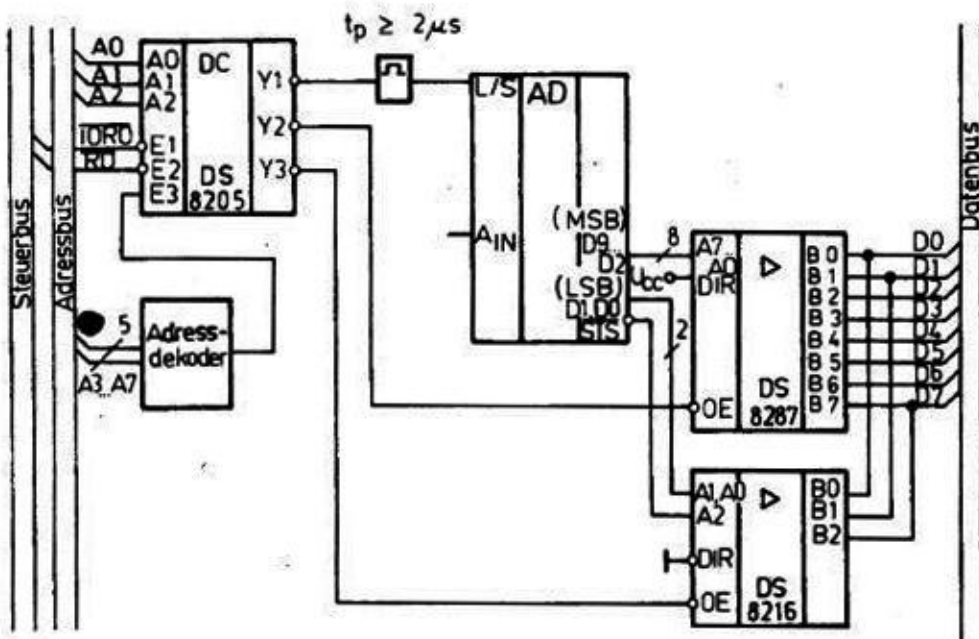 t_p ≥ 2µs
Steuerbus
Adressbus
A0
A1
A2
IORQ
RD
A0
A1
A2
E1
E2
E3
DC
DS
8205
Y1
Y2
Y3
5
A3...A7
Adress-
dekoder
L/S
AD
A_IN
(MSB)
D9...
D2
(LSB)
D1,D0
STS
8
2
U_CC
A7...
A0
DIR
OE
DS
8287
B0
B1
B2
B3
B4
B5
B6
B7
D0
D1
D2
D3
D4
D5
D6
D7
Datenbus
A1,A0
A2
DIR
OE
DS
8216
B0
B1
B2